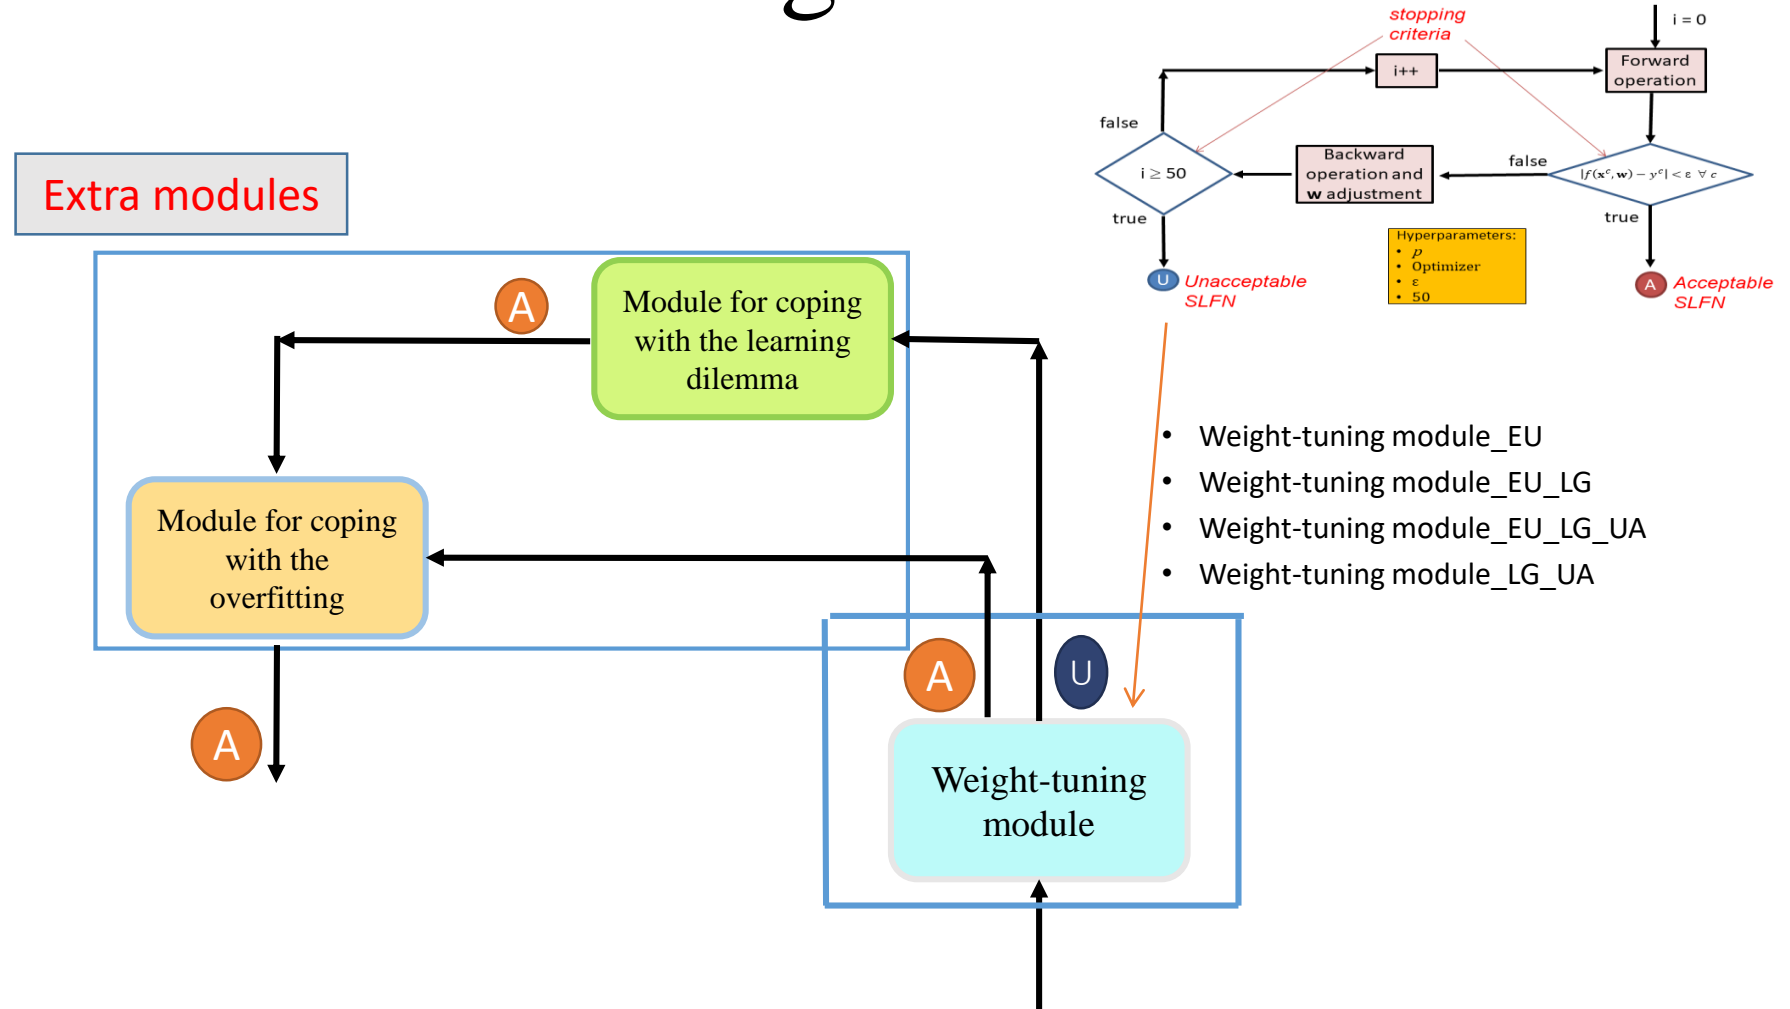 g
stopping
criteria
i = 0
i++
Forward
operation
false
i ≥ 50
Backward
operation and
w adjustment
false
|f(x^c, w) − y^c| < ε ∀ c
true
true
Hyperparameters:
• p
• Optimizer
• ε
• 50
U
Unacceptable
SLFN
A
Acceptable
SLFN
Extra modules
A
Module for coping
with the learning
dilemma
• Weight-tuning module_EU
• Weight-tuning module_EU_LG
• Weight-tuning module_EU_LG_UA
• Weight-tuning module_LG_UA
Module for coping
with the
overfitting
A
U
A
Weight-tuning
module